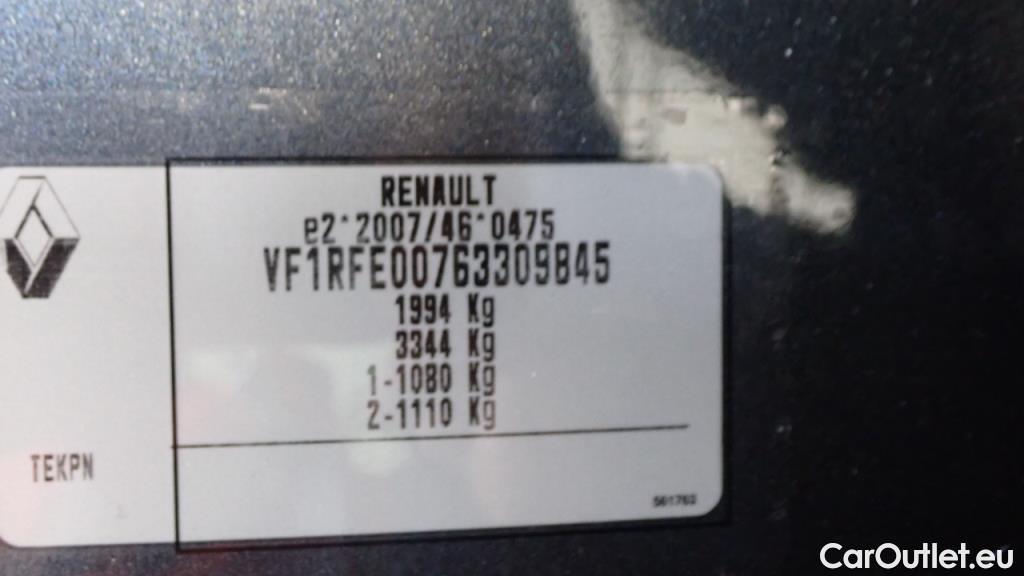 RENAULT
e2*2007/46*0475
VF1RFE00763309845
1994 Kg
3344 Kg
1-1080 Kg
2-1110 Kg
TEKPN
561763
CarOutlet.eu